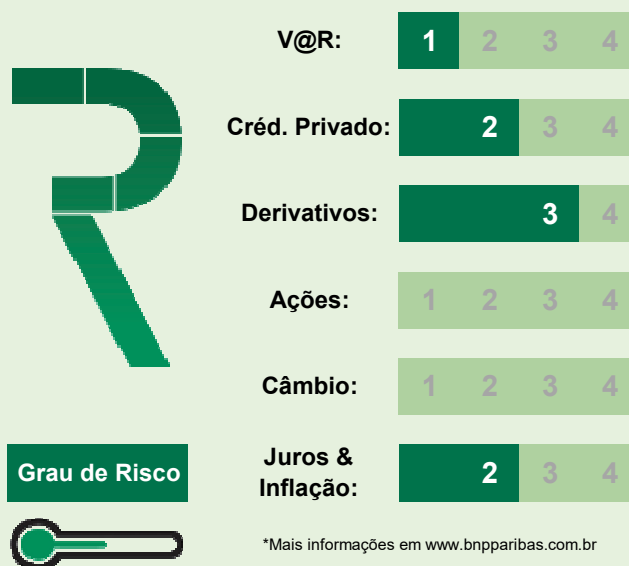 V@R: 1 2 3 4
Créd. Privado: 2 3 4
Derivativos: 3 4
Ações: 1 2 3 4
Câmbio: 1 2 3 4
Grau de Risco
Juros &
Inflação: 2 3 4
*Mais informações em www.bnpparibas.com.br